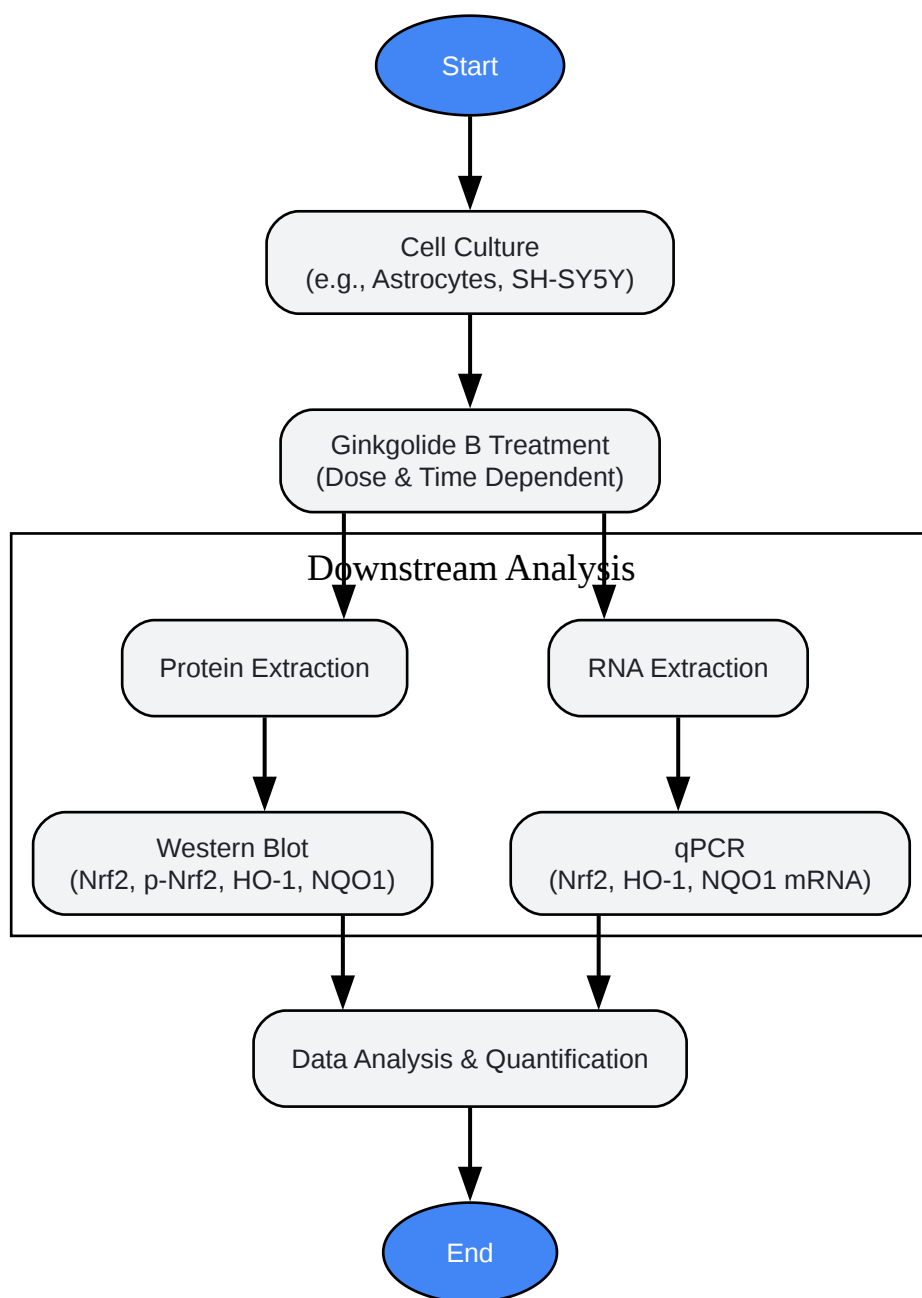 Start
Cell Culture
(e.g., Astrocytes, SH-SY5Y)
Ginkgolide B Treatment
(Dose & Time Dependent)
Downstream Analysis
Protein Extraction
RNA Extraction
Western Blot
(Nrf2, p-Nrf2, HO-1, NQO1)
qPCR
(Nrf2, HO-1, NQO1 mRNA)
Data Analysis & Quantification
End